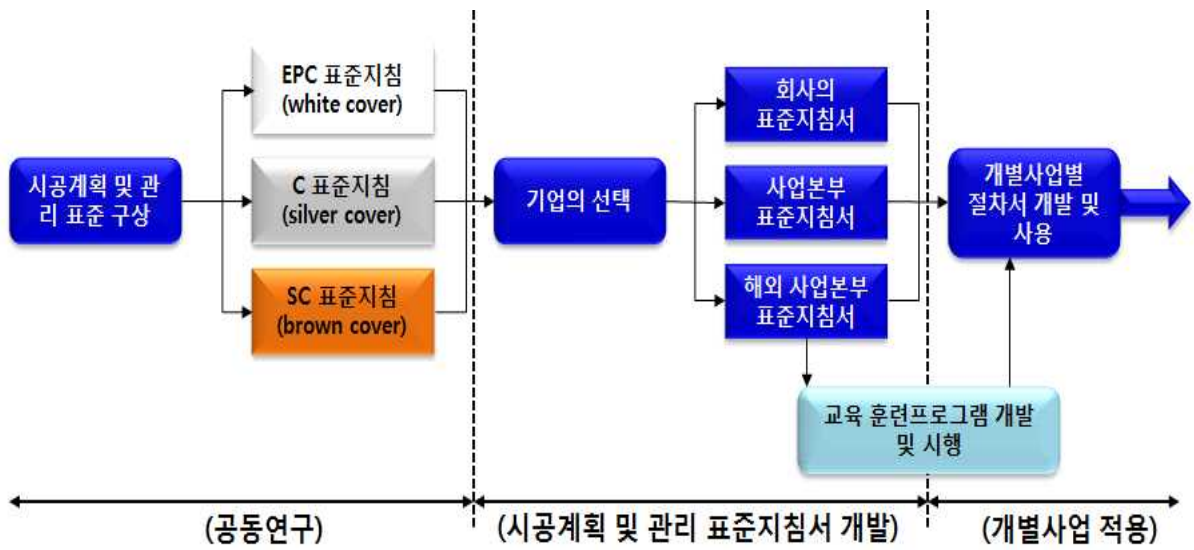 시공계획 및 관
리 표준 구상
EPC 표준지침
(white cover)
C 표준지침
(silver cover)
SC 표준지침
(brown cover)
기업의 선택
회사의
표준지침서
사업본부
표준지침서
해외 사업본부
표준지침서
개별사업별
절차서 개발 및
사용
교육 훈련프로그램 개발
및 시행
(공동연구)
(시공계획 및 관리 표준지침서 개발)
(개별사업 적용)